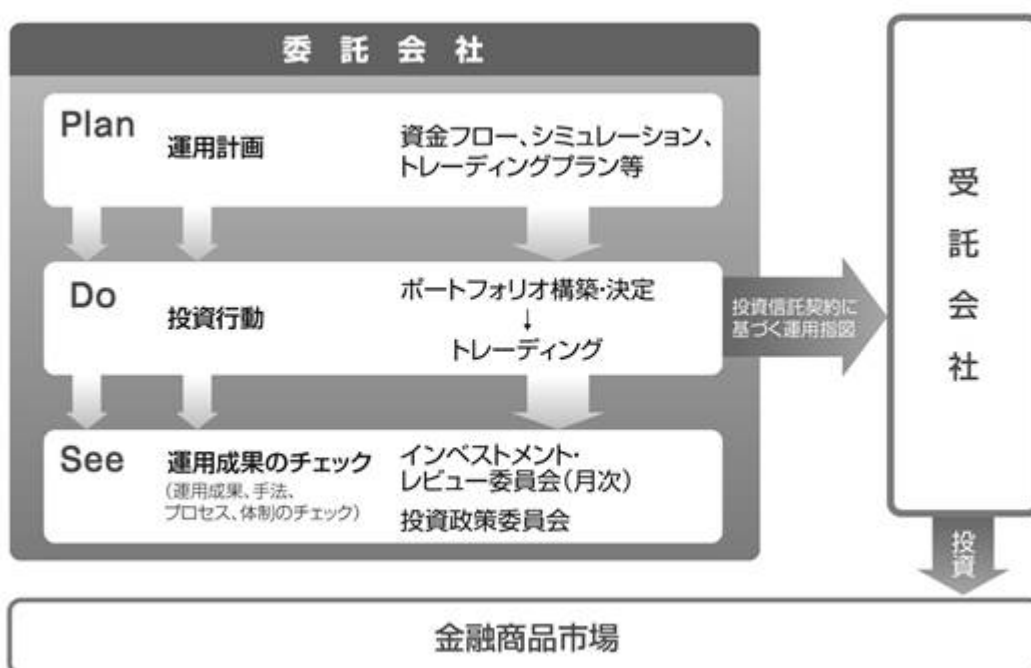 委託会社
Plan
運用計画
資金フロー、シミュレーション、
トレーディングプラン等
Do
投資行動
ポートフォリオ構築・決定
↓
トレーディング
投資信託契約に
基づく運用指図
See
運用成果のチェック
(運用成果、手法、
プロセス、体制のチェック)
インベストメント・
レビュー委員会(月次)
投資政策委員会
受託会社
投資
金融商品市場